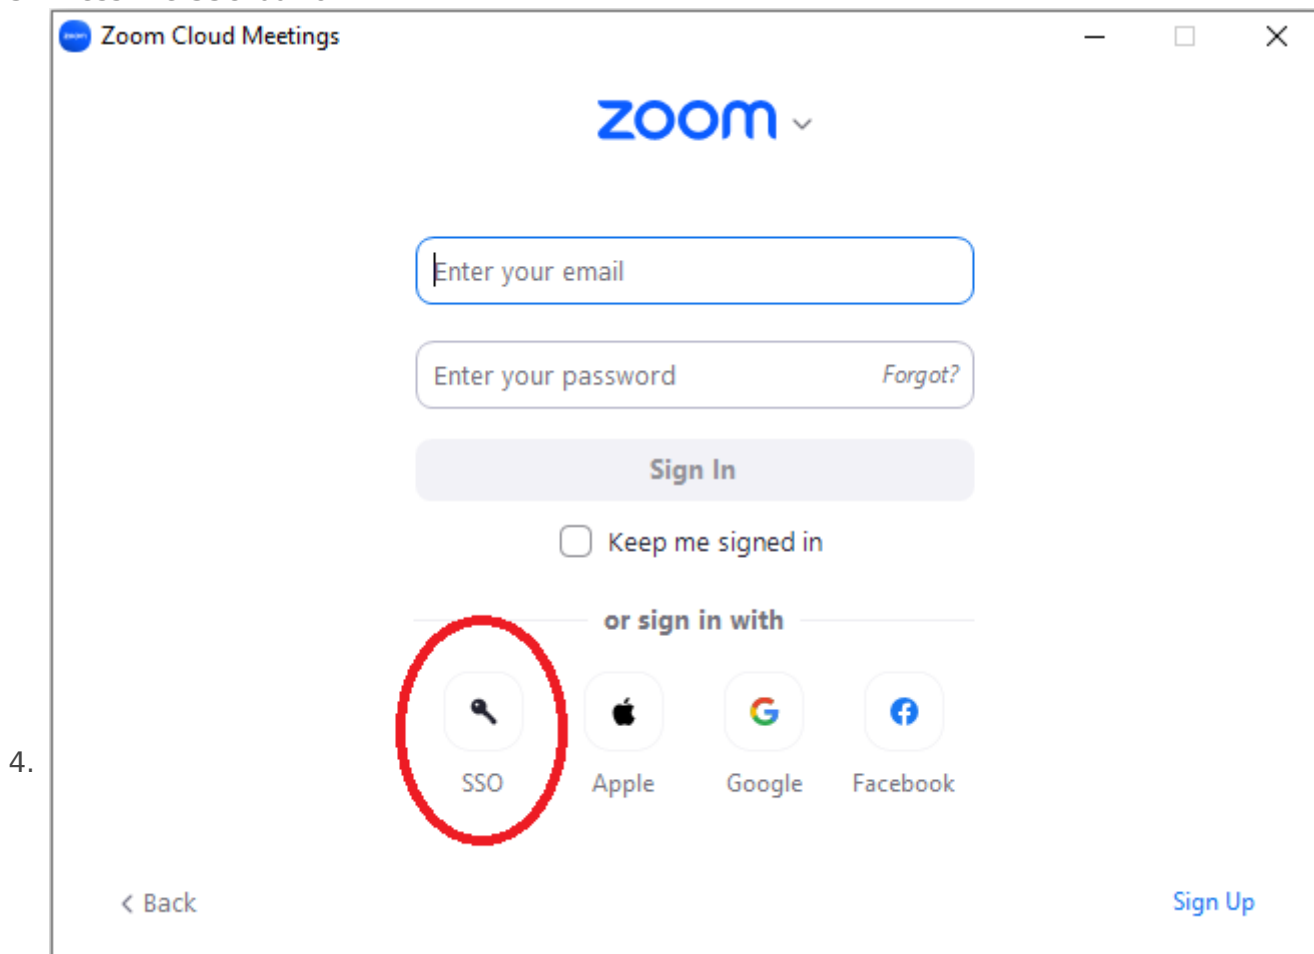 Zoom Cloud Meetings
zoom
Enter your email
Enter your password Forgot?
Sign In
Keep me signed in
or sign in with
4.
SSO Apple Google Facebook
Back Sign Up